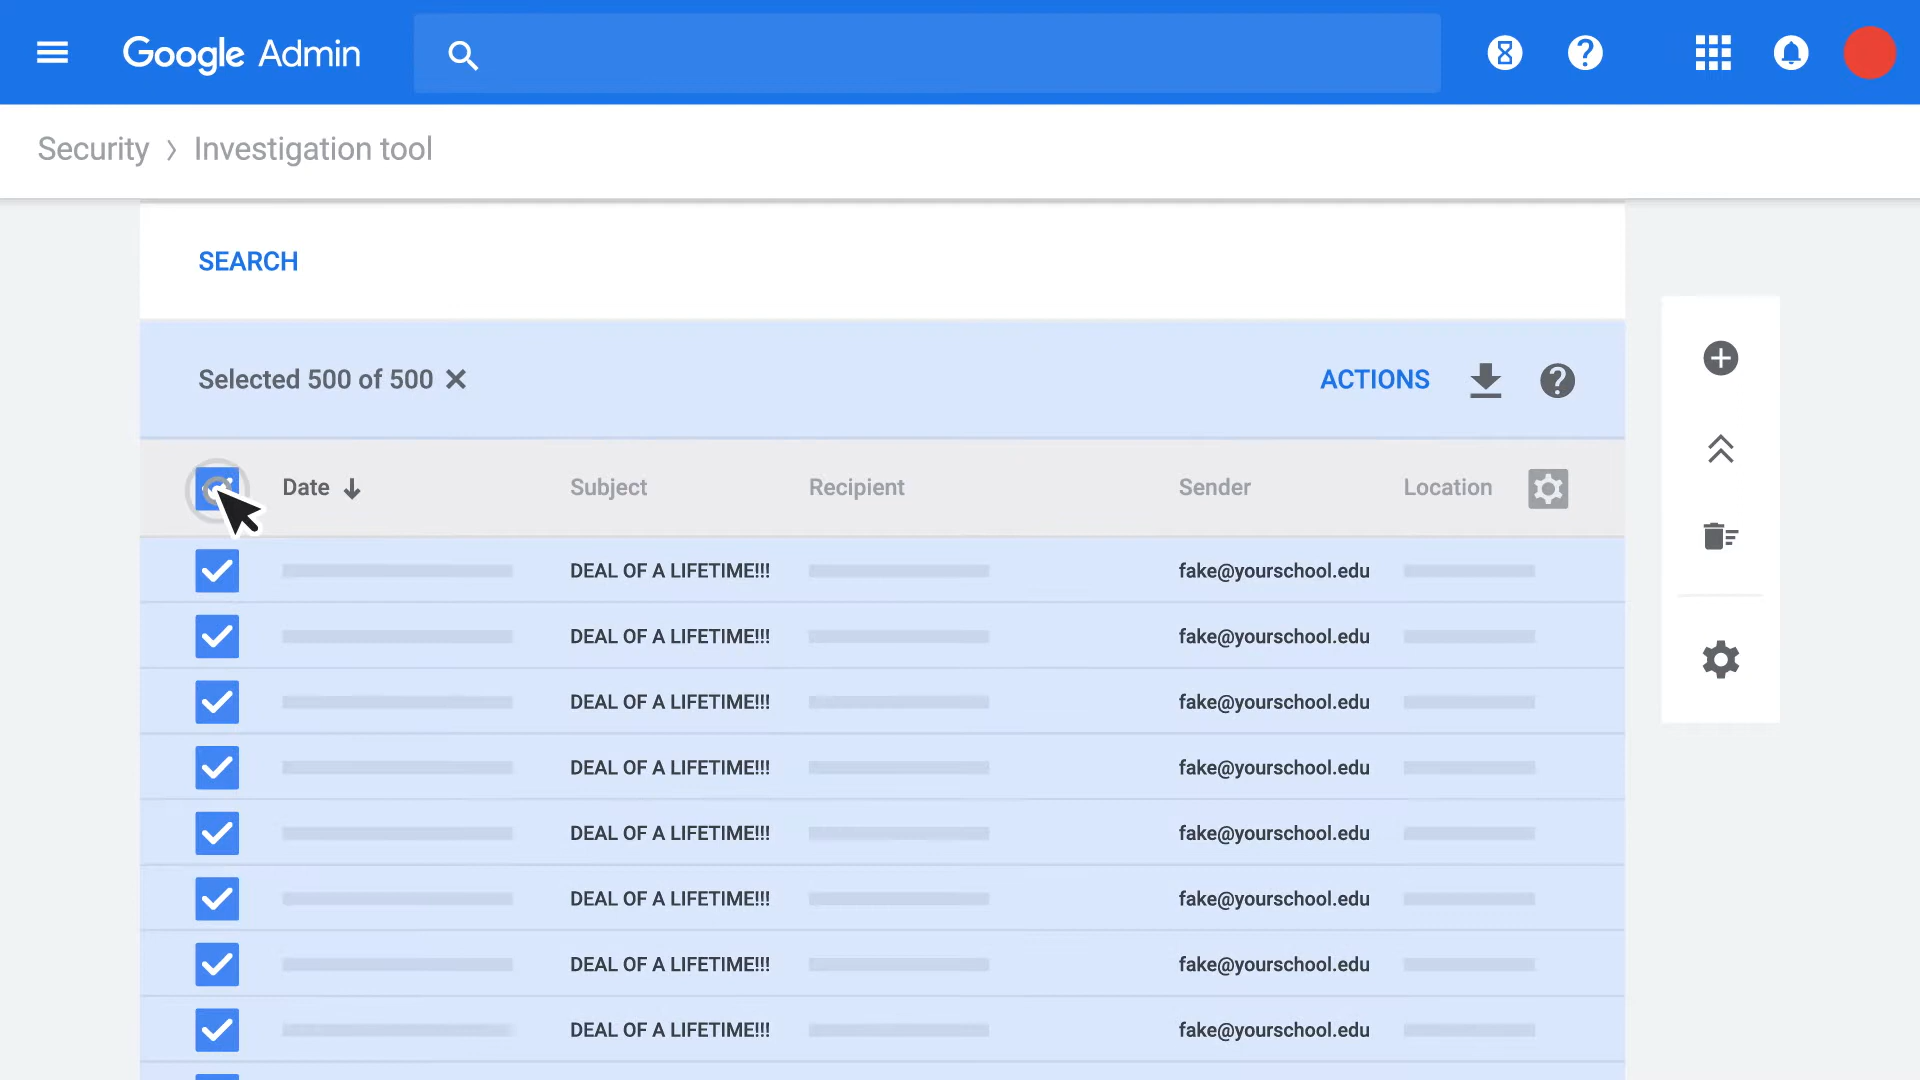 Google Admin
Security > Investigation tool
SEARCH
Selected 500 of 500
ACTIONS
Date Subject Recipient Sender Location
DEAL OF A LIFETIME!!! fake@yourschool.edu
DEAL OF A LIFETIME!!! fake@yourschool.edu
DEAL OF A LIFETIME!!! fake@yourschool.edu
DEAL OF A LIFETIME!!! fake@yourschool.edu
DEAL OF A LIFETIME!!! fake@yourschool.edu
DEAL OF A LIFETIME!!! fake@yourschool.edu
DEAL OF A LIFETIME!!! fake@yourschool.edu
DEAL OF A LIFETIME!!! fake@yourschool.edu